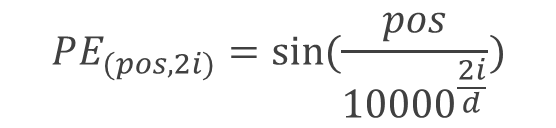 PE(pos,2i) = sin(pos / 10000^(2i/d))